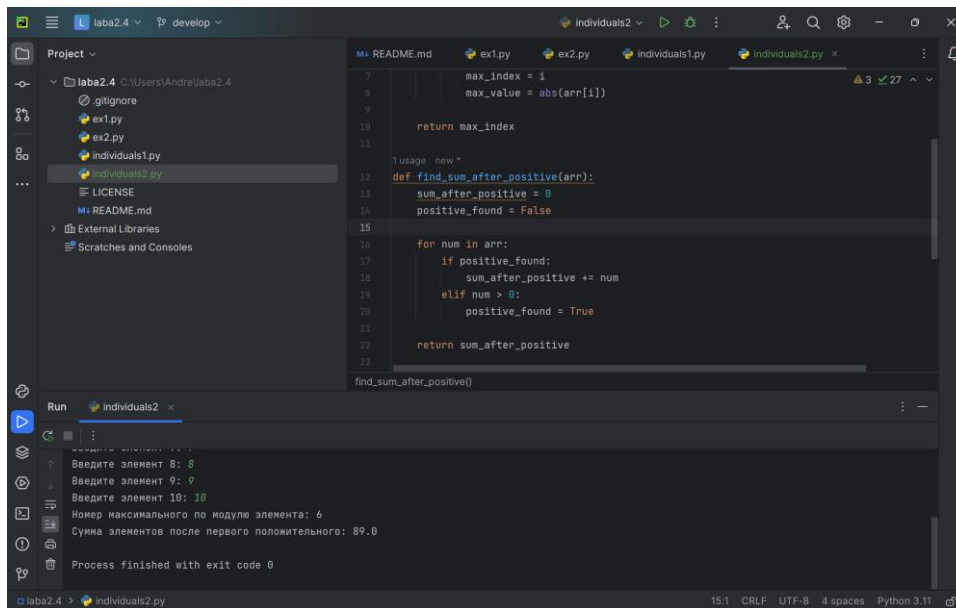 L laba2.4
develop
individuals2
Project
laba2.4 C:\Users\Andre\laba2.4
.gitignore
ex1.py
ex2.py
individuals1.py
individuals2.py
LICENSE
M↓ README.md
External Libraries
Scratches and Consoles
M↓ README.md ex1.py ex2.py individuals1.py individuals2.py
3 27
7 max_index = i
8 max_value = abs(arr[i])
9
10 return max_index
11
1 usage new *
12 def find_sum_after_positive(arr):
13 sum_after_positive = 0
14 positive_found = False
15
16 for num in arr:
17 if positive_found:
18 sum_after_positive += num
19 elif num > 0:
20 positive_found = True
21
22 return sum_after_positive
23
find_sum_after_positive()
Run individuals2
Введите элемент 8: 8
Введите элемент 9: 9
Введите элемент 10: 10
Номер максимального по модулю элемента: 6
Сумма элементов после первого положительного: 89.0
Process finished with exit code 0
laba2.4 > individuals2.py
15:1 CRLF UTF-8 4 spaces Python 3.11